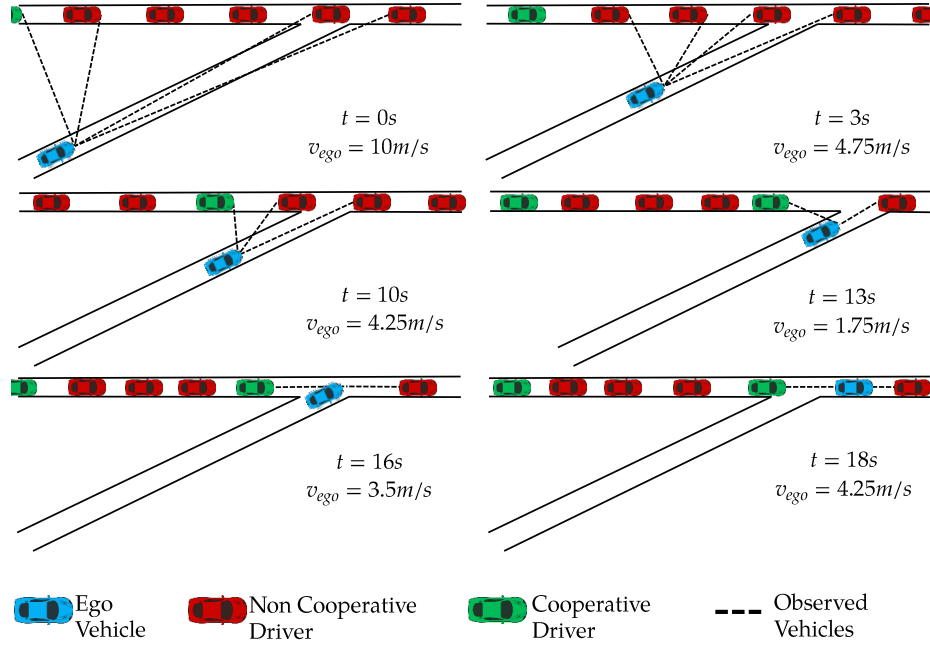 t = 0s
v_ego = 10m/s
t = 3s
v_ego = 4.75m/s
t = 10s
v_ego = 4.25m/s
t = 13s
v_ego = 1.75m/s
t = 16s
v_ego = 3.5m/s
t = 18s
v_ego = 4.25m/s
Ego
Vehicle
Non Cooperative
Driver
Cooperative
Driver
Observed
Vehicles